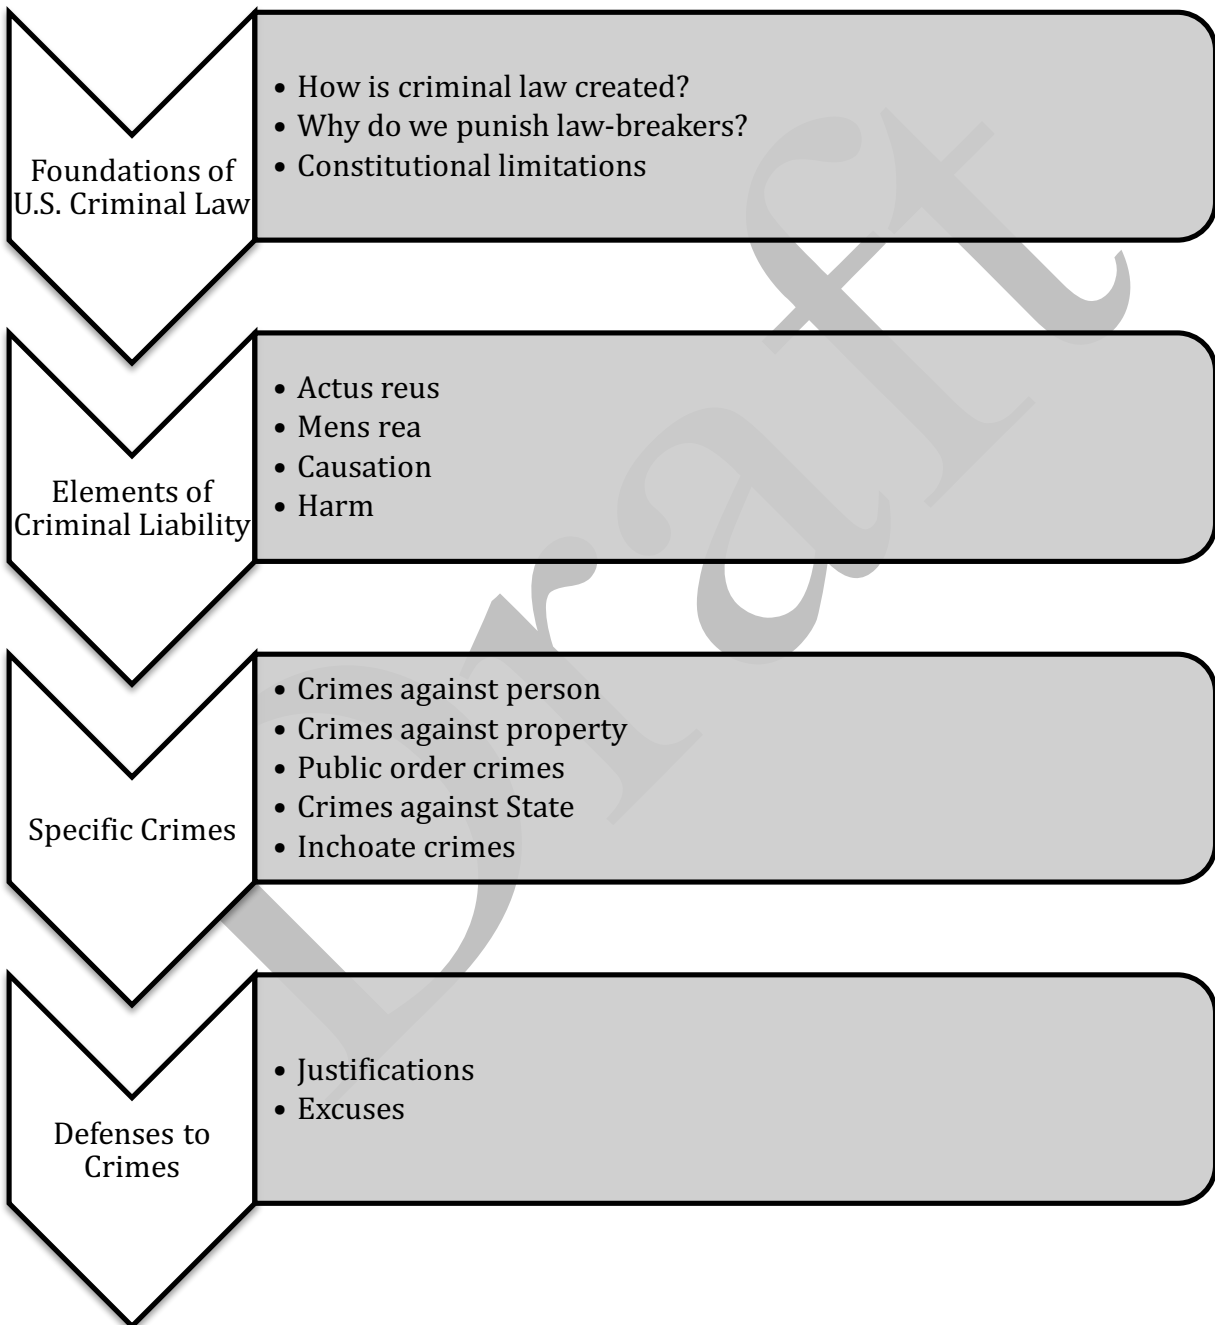 Foundations of
U.S. Criminal Law
• How is criminal law created?
• Why do we punish law-breakers?
• Constitutional limitations
Elements of
Criminal Liability
• Actus reus
• Mens rea
• Causation
• Harm
Specific Crimes
• Crimes against person
• Crimes against property
• Public order crimes
• Crimes against State
• Inchoate crimes
Defenses to
Crimes
• Justifications
• Excuses
Draft